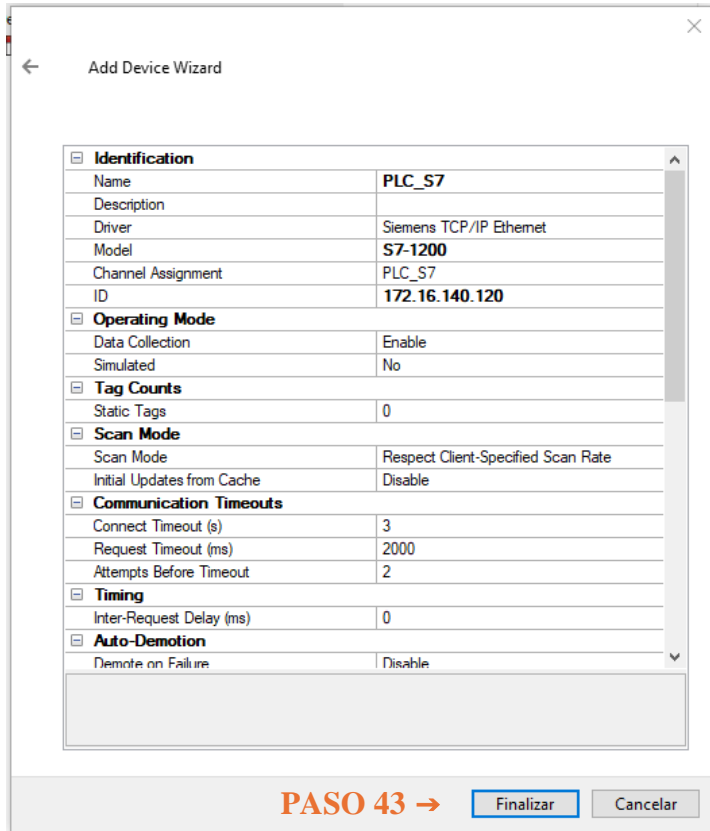 Add Device Wizard
Identification
Name PLC_S7
Description
Driver Siemens TCP/IP Ethernet
Model S7-1200
Channel Assignment PLC_S7
ID 172.16.140.120
Operating Mode
Data Collection Enable
Simulated No
Tag Counts
Static Tags 0
Scan Mode
Scan Mode Respect Client-Specified Scan Rate
Initial Updates from Cache Disable
Communication Timeouts
Connect Timeout (s) 3
Request Timeout (ms) 2000
Attempts Before Timeout 2
Timing
Inter-Request Delay (ms) 0
Auto-Demotion
Demote on Failure Disable
PASO 43 → Finalizar Cancelar